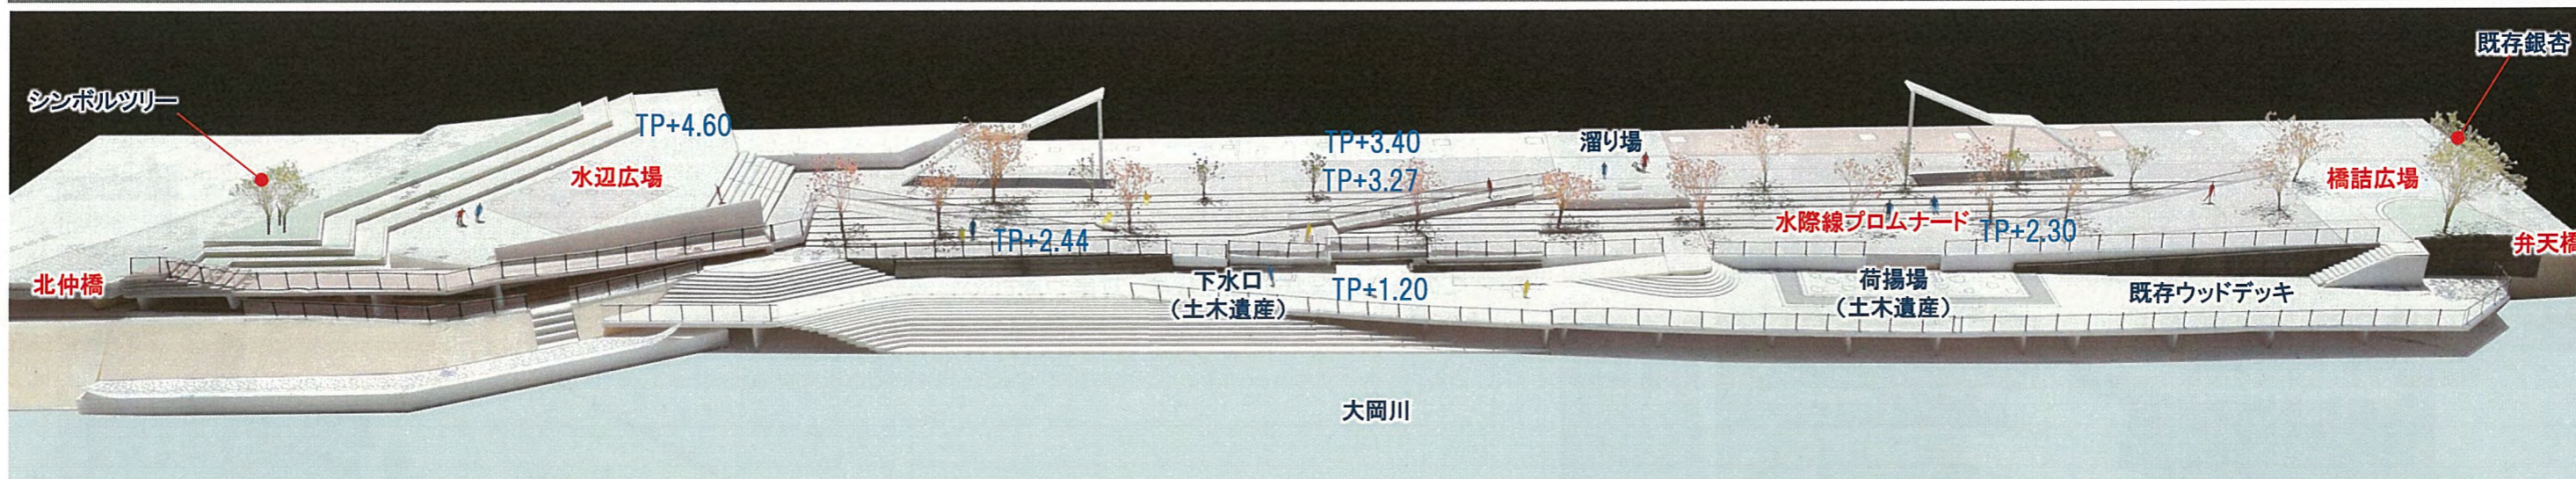 既存銀杏
シンボルツリー
TP+4.60
TP+3.40
溜り場
水辺広場
TP+3.27
橋詰広場
水際線プロムナード
TP+2.30
TP+2.44
弁天橋
北仲橋
下水口
(土木遺産)
TP+1.20
荷揚場
(土木遺産)
既存ウッドデッキ
大岡川